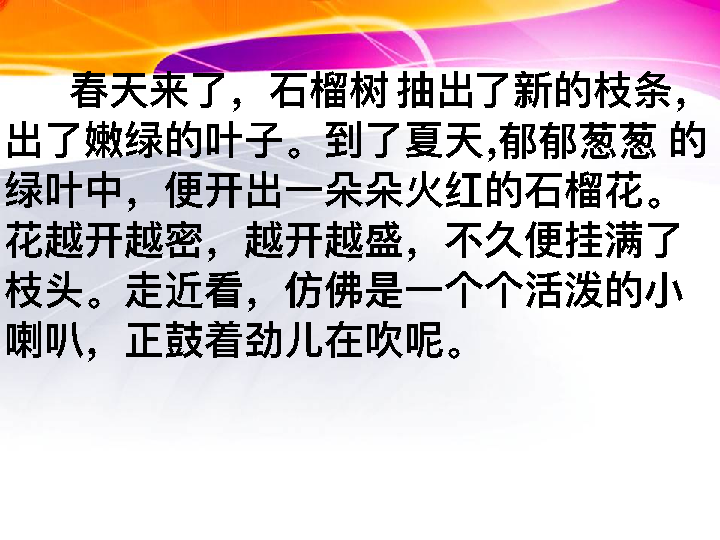 春天来了，石榴树 抽出了新的枝条，
出了嫩绿的叶子。到了夏天,郁郁葱葱 的
绿叶中，便开出一朵朵火红的石榴花。
花越开越密，越开越盛，不久便挂满了
枝头。走近看，仿佛是一个个活泼的小
喇叭，正鼓着劲儿在吹呢。